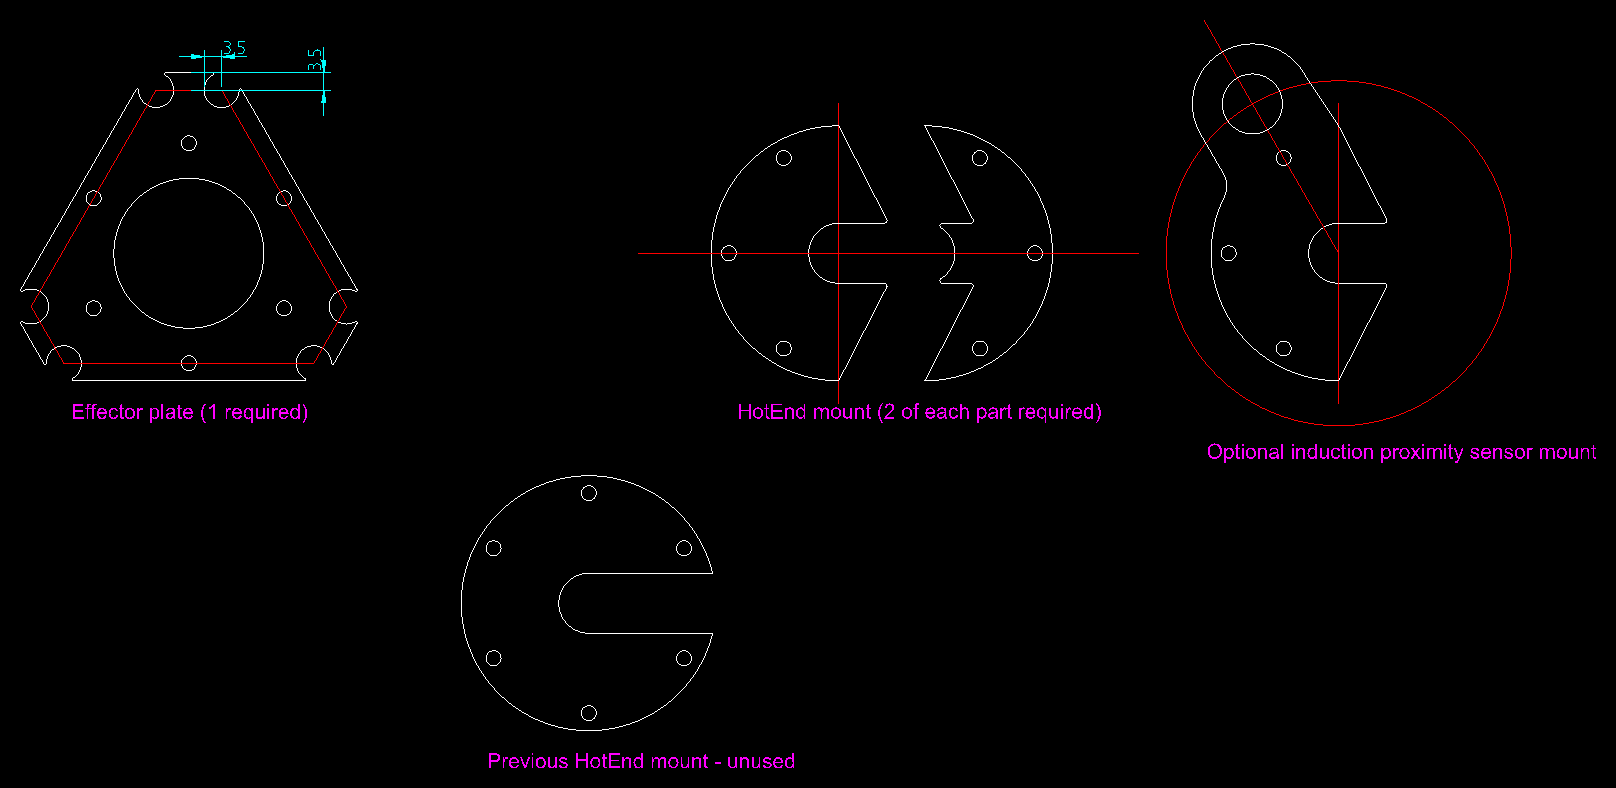 3,5
3,5
Effector plate (1 required)
HotEnd mount (2 of each part required)
Optional induction proximity sensor mount
Previous HotEnd mount - unused